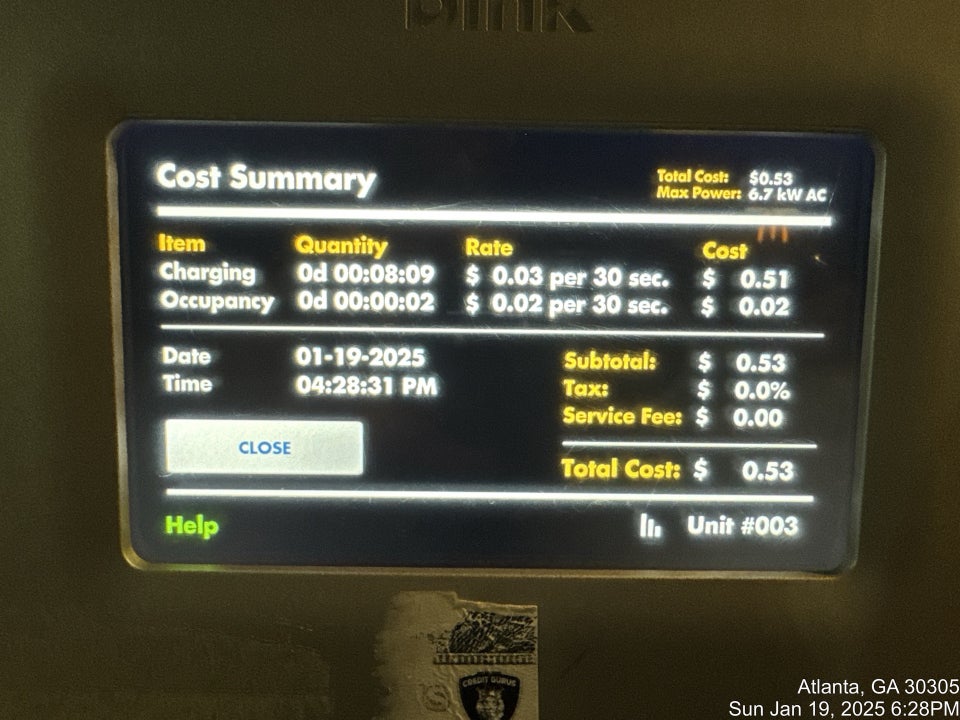 blink
Cost Summary
Total Cost: $0.53
Max Power: 6.7 kW AC
Item Quantity Rate Cost
Charging 0d 00:08:09 $ 0.03 per 30 sec. $ 0.51
Occupancy 0d 00:00:02 $ 0.02 per 30 sec. $ 0.02
Date 01-19-2025
Time 04:28:31 PM
Subtotal: $ 0.53
Tax: $ 0.0%
Service Fee: $ 0.00
CLOSE
Total Cost: $ 0.53
Help
Unit #003
CREDIT GURUS
Atlanta, GA 30305
Sun Jan 19, 2025 6:28PM